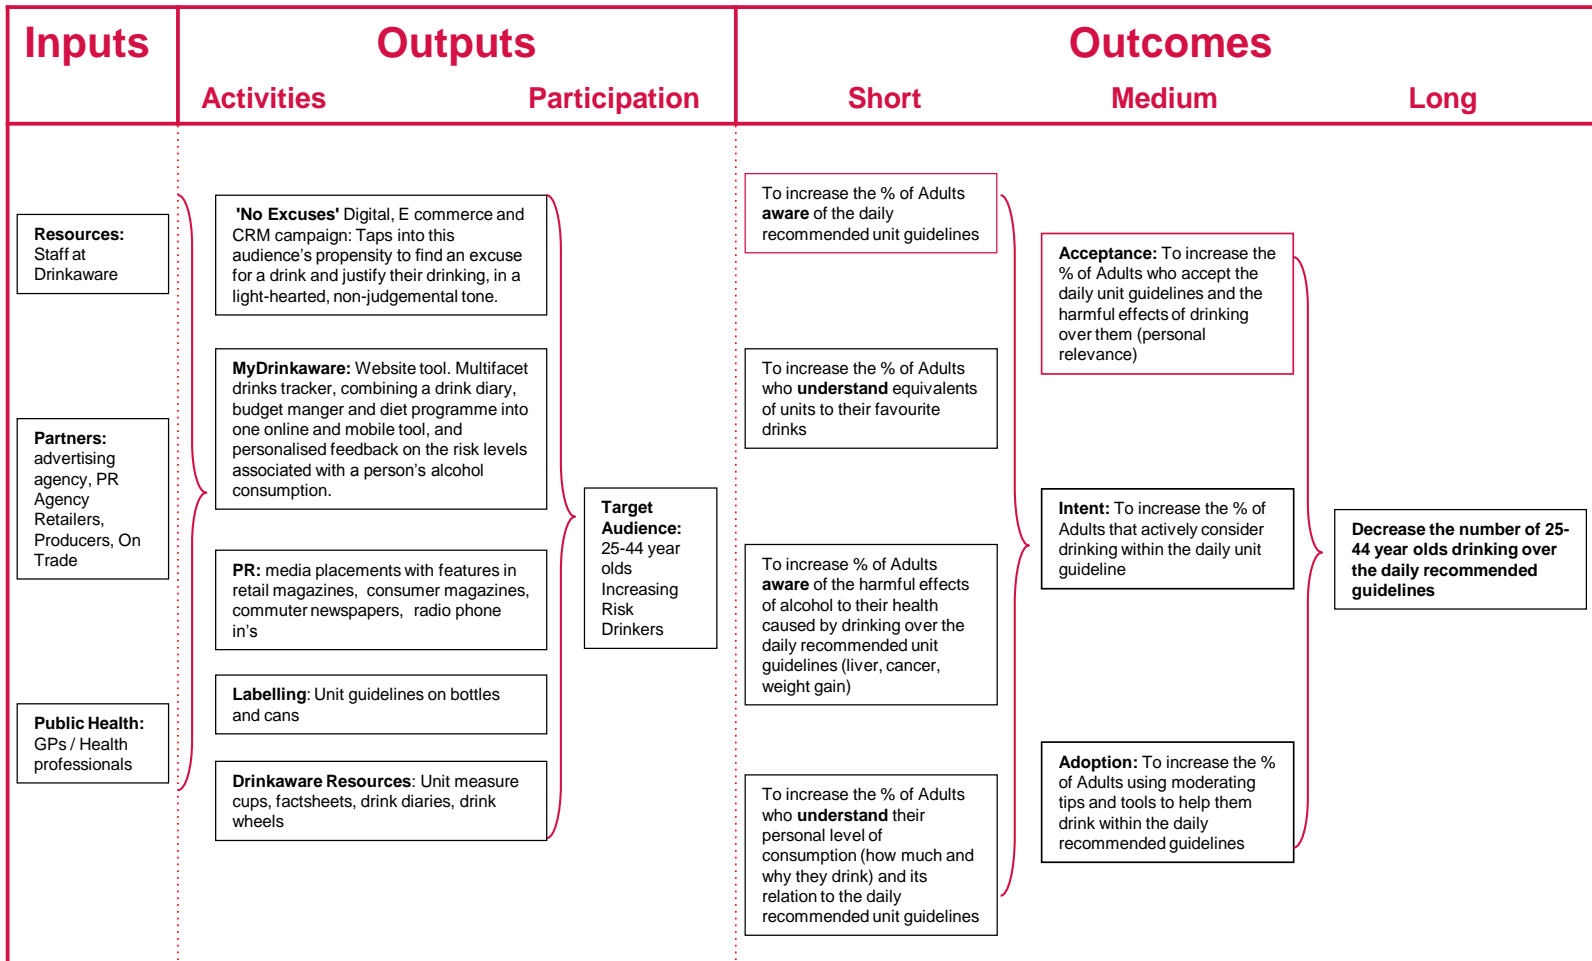 Inputs
Outputs
Outcomes
Activities
Participation
Short
Medium
Long
Resources:
Staff at
Drinkaware
Partners:
advertising
agency, PR
Agency
Retailers,
Producers, On
Trade
Public Health:
GPs / Health
professionals
'No Excuses' Digital, E commerce and
CRM campaign: Taps into this
audience's propensity to find an excuse
for a drink and justify their drinking, in a
light-hearted, non-judgemental tone.
MyDrinkaware: Website tool. Multifacet
drinks tracker, combining a drink diary,
budget manger and diet programme into
one online and mobile tool, and
personalised feedback on the risk levels
associated with a person's alcohol
consumption.
PR: media placements with features in
retail magazines, consumer magazines,
commuter newspapers, radio phone
in's
Labelling: Unit guidelines on bottles
and cans
Drinkaware Resources: Unit measure
cups, factsheets, drink diaries, drink
wheels
Target
Audience:
25-44 year
olds
Increasing
Risk
Drinkers
To increase the % of Adults
aware of the daily
recommended unit guidelines
To increase the % of Adults
who understand equivalents
of units to their favourite
drinks
To increase % of Adults
aware of the harmful effects
of alcohol to their health
caused by drinking over the
daily recommended unit
guidelines (liver, cancer,
weight gain)
To increase the % of Adults
who understand their
personal level of
consumption (how much and
why they drink) and its
relation to the daily
recommended unit guidelines
Acceptance: To increase the
% of Adults who accept the
daily unit guidelines and the
harmful effects of drinking
over them (personal
relevance)
Intent: To increase the % of
Adults that actively consider
drinking within the daily unit
guideline
Adoption: To increase the %
of Adults using moderating
tips and tools to help them
drink within the daily
recommended guidelines
Decrease the number of 25-
44 year olds drinking over
the daily recommended
guidelines